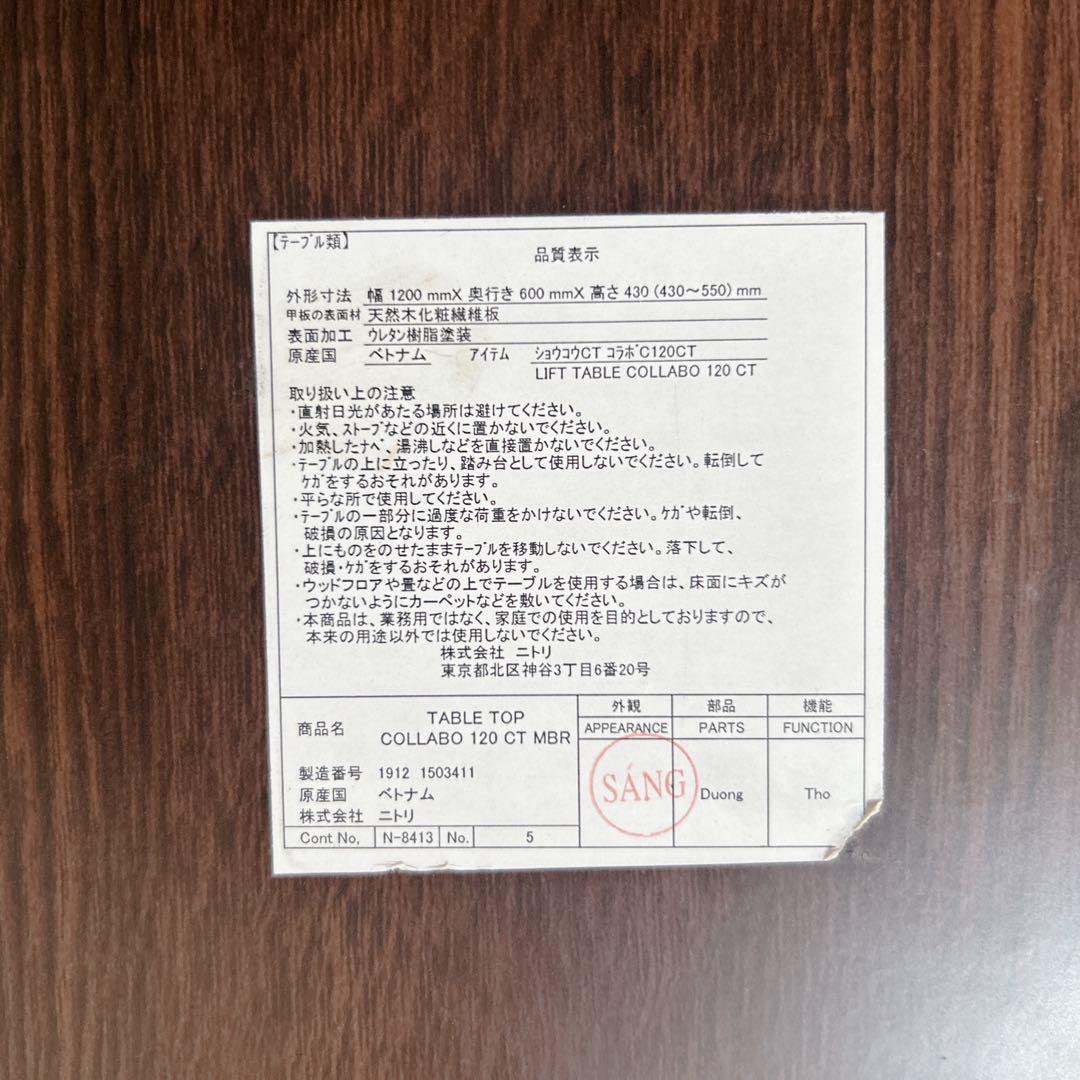 【テーブル類】
品質表示
外形寸法 幅 1200 mmX 奥行き 600 mmX 高さ 430 (430～550) mm
甲板の表面材 天然木化粧繊維板
表面加工 ウレタン樹脂塗装
原産国 ベトナム アイテム ショウコウCT コラボC120CT
LIFT TABLE COLLABO 120 CT
取り扱い上の注意
・直射日光があたる場所は避けてください。
・火気、ストーブなどの近くに置かないでください。
・加熱したナベ、湯沸しなどを直接置かないでください。
・テーブルの上に立ったり、踏み台として使用しないでください。転倒して
ケガをするおそれがあります。
・平らな所で使用してください。
・テーブルの一部分に過度な荷重をかけないでください。ケガや転倒、
破損の原因となります。
・上にものをのせたままテーブルを移動しないでください。落下して、
破損・ケガをするおそれがあります。
・ウッドフロアや畳などの上でテーブルを使用する場合は、床面にキズが
つかないようにカーペットなどを敷いてください。
・本商品は、業務用ではなく、家庭での使用を目的としておりますので、
本来の用途以外では使用しないでください。
株式会社 ニトリ
東京都北区神谷3丁目6番20号
商品名 TABLE TOP
COLLABO 120 CT MBR
製造番号 1912 1503411
原産国 ベトナム
株式会社 ニトリ
Cont No, N-8413 No. 5
外観 部品 機能
APPEARANCE PARTS FUNCTION
SÁNG Duong Tho